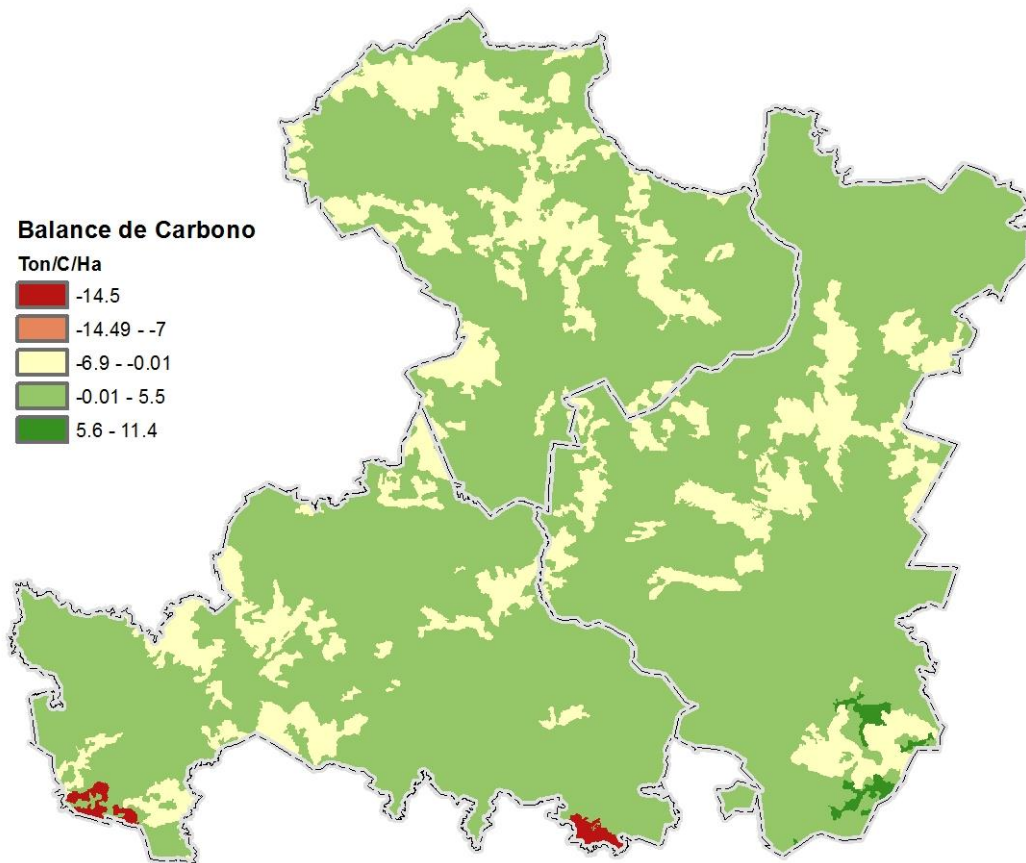 Balance de Carbono
Ton/C/Ha
-14.5
-14.49 - -7
-6.9 - -0.01
-0.01 - 5.5
5.6 - 11.4